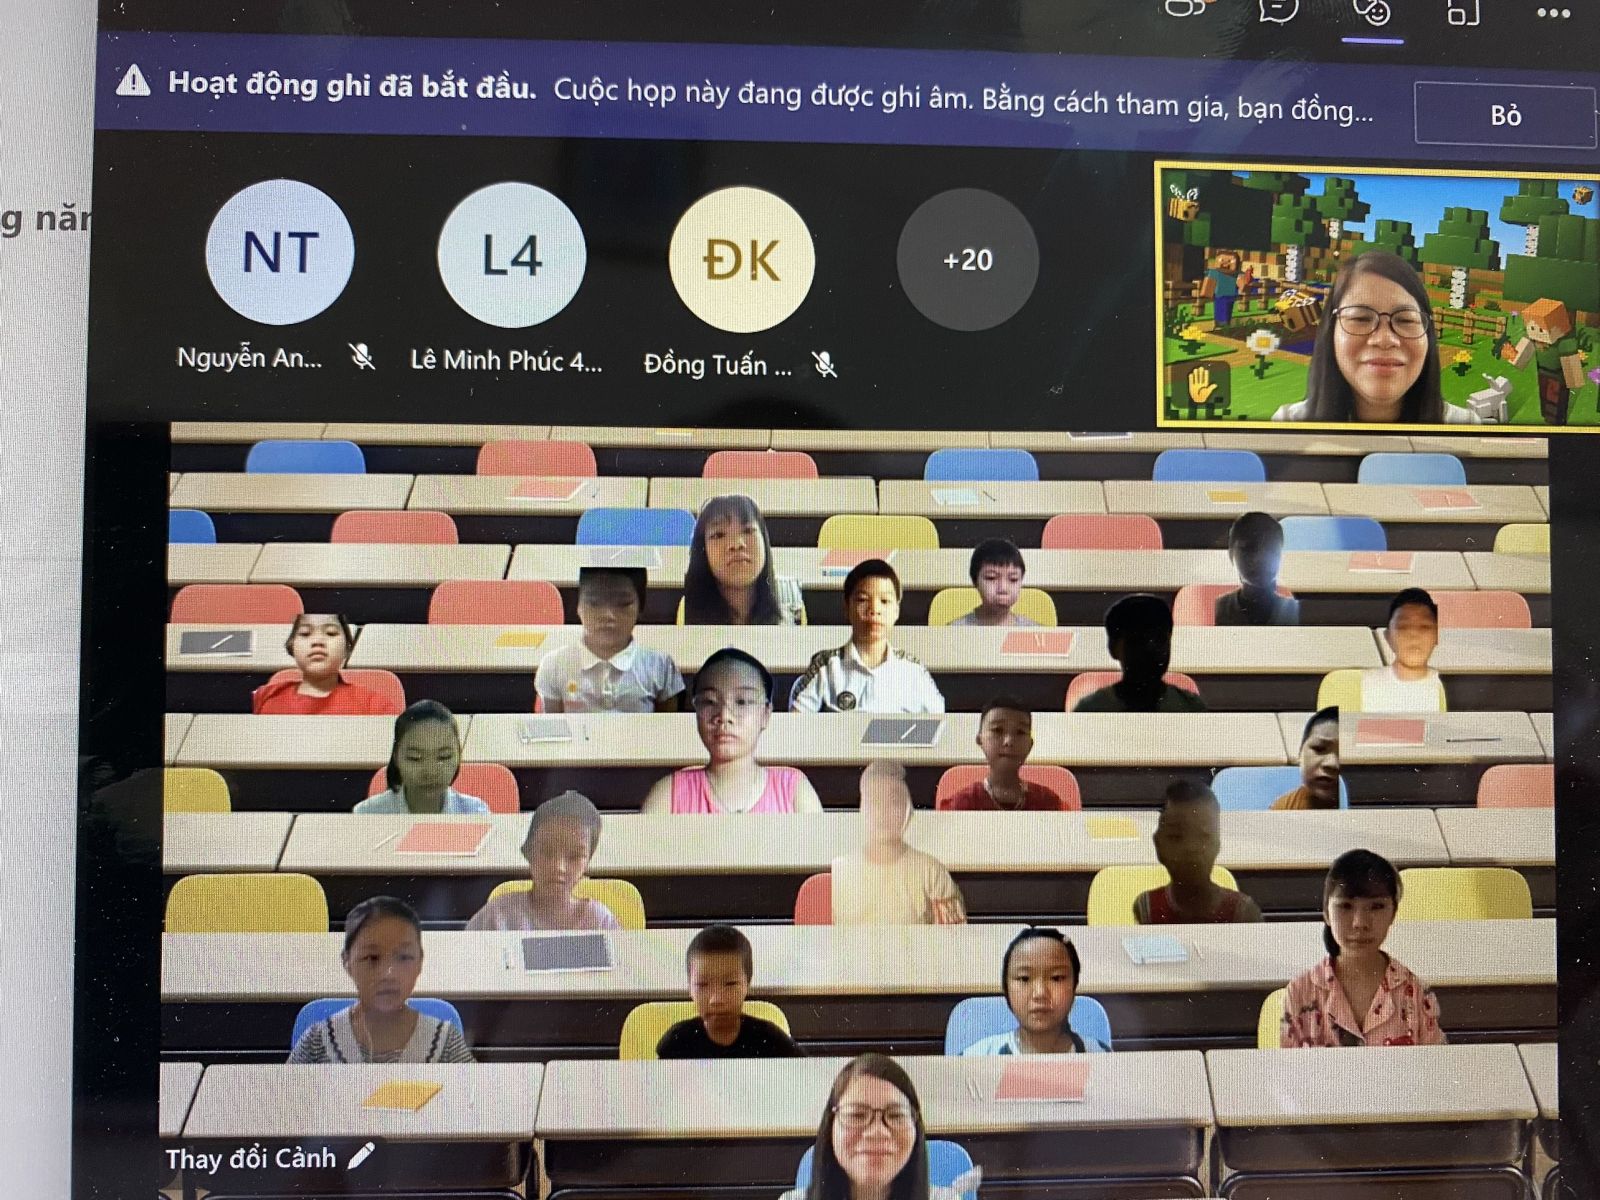 Hoạt động ghi đã bắt đầu. Cuộc họp này đang được ghi âm. Bằng cách tham gia, bạn đồng...
Bỏ
g năn
NT
L4
ĐK
+20
Nguyễn An...
Lê Minh Phúc 4...
Đồng Tuấn ...
Thay đổi Cảnh